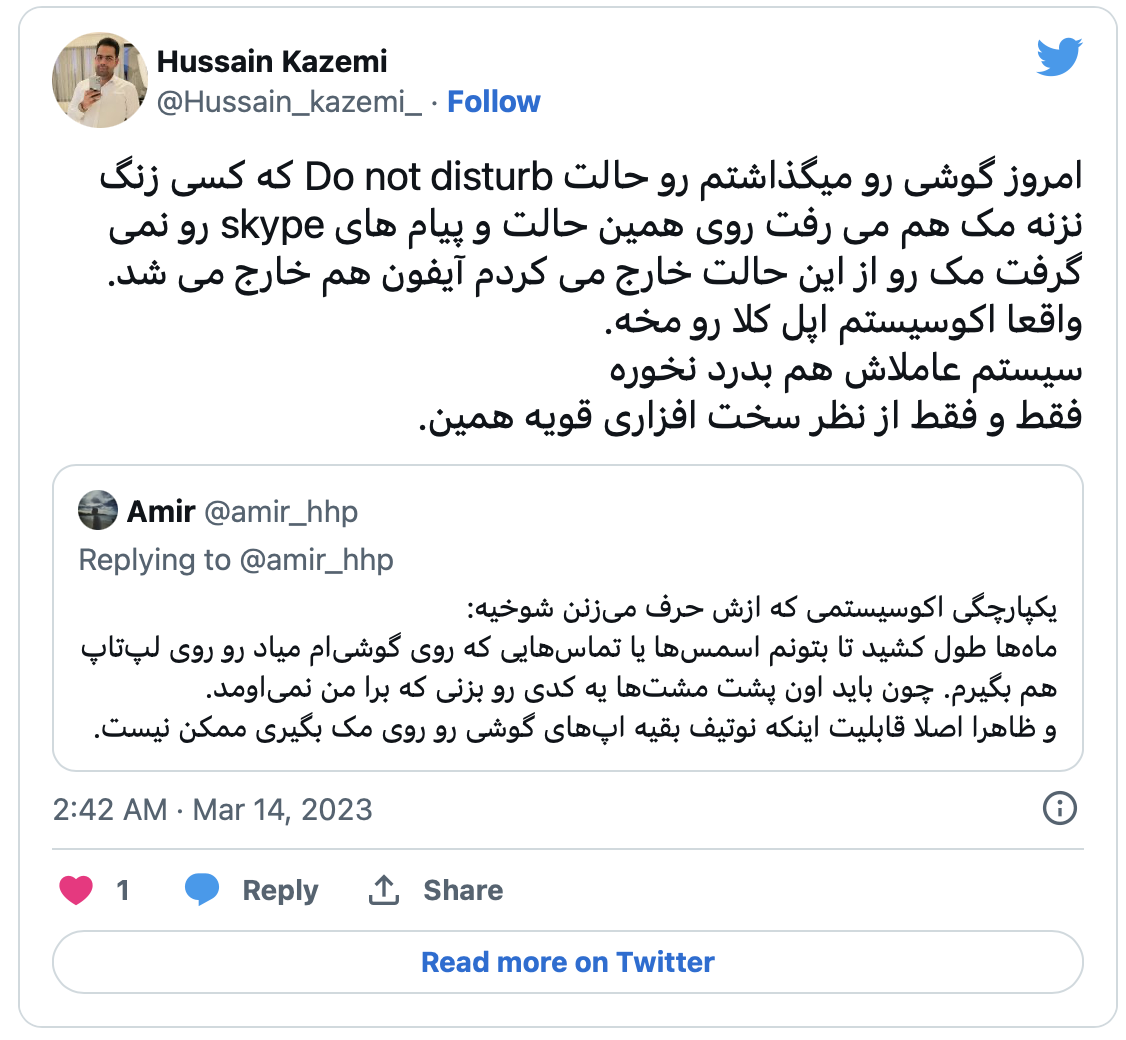 Hussain Kazemi
@Hussain_kazemi_ · Follow
امروز گوشی رو میگذاشتم رو حالت Do not disturb که کسی زنگ
نزنه مک هم می رفت روی همین حالت و پیام های skype رو نمی
گرفت مک رو از این حالت خارج می کردم آیفون هم خارج می شد.
واقعا اکوسیستم اپل کلا رو مخه.
سیستم عاملاش هم بدرد نخوره
فقط و فقط از نظر سخت افزاری قویه همین.
Amir @amir_hhp
Replying to @amir_hhp
یکپارچگی اکوسیستمی که ازش حرف می‌زنن شوخیه:
ماه‌ها طول کشید تا بتونم اسمس‌ها یا تماس‌هایی که روی گوشی‌ام میاد رو روی لپ‌تاپ
هم بگیرم. چون باید اون پشت مشت‌ها یه کدی رو بزنی که برا من نمی‌اومد.
و ظاهرا اصلا قابلیت اینکه نوتیف بقیه اپ‌های گوشی رو روی مک بگیری ممکن نیست.
2:42 AM · Mar 14, 2023
1 Reply Share
Read more on Twitter